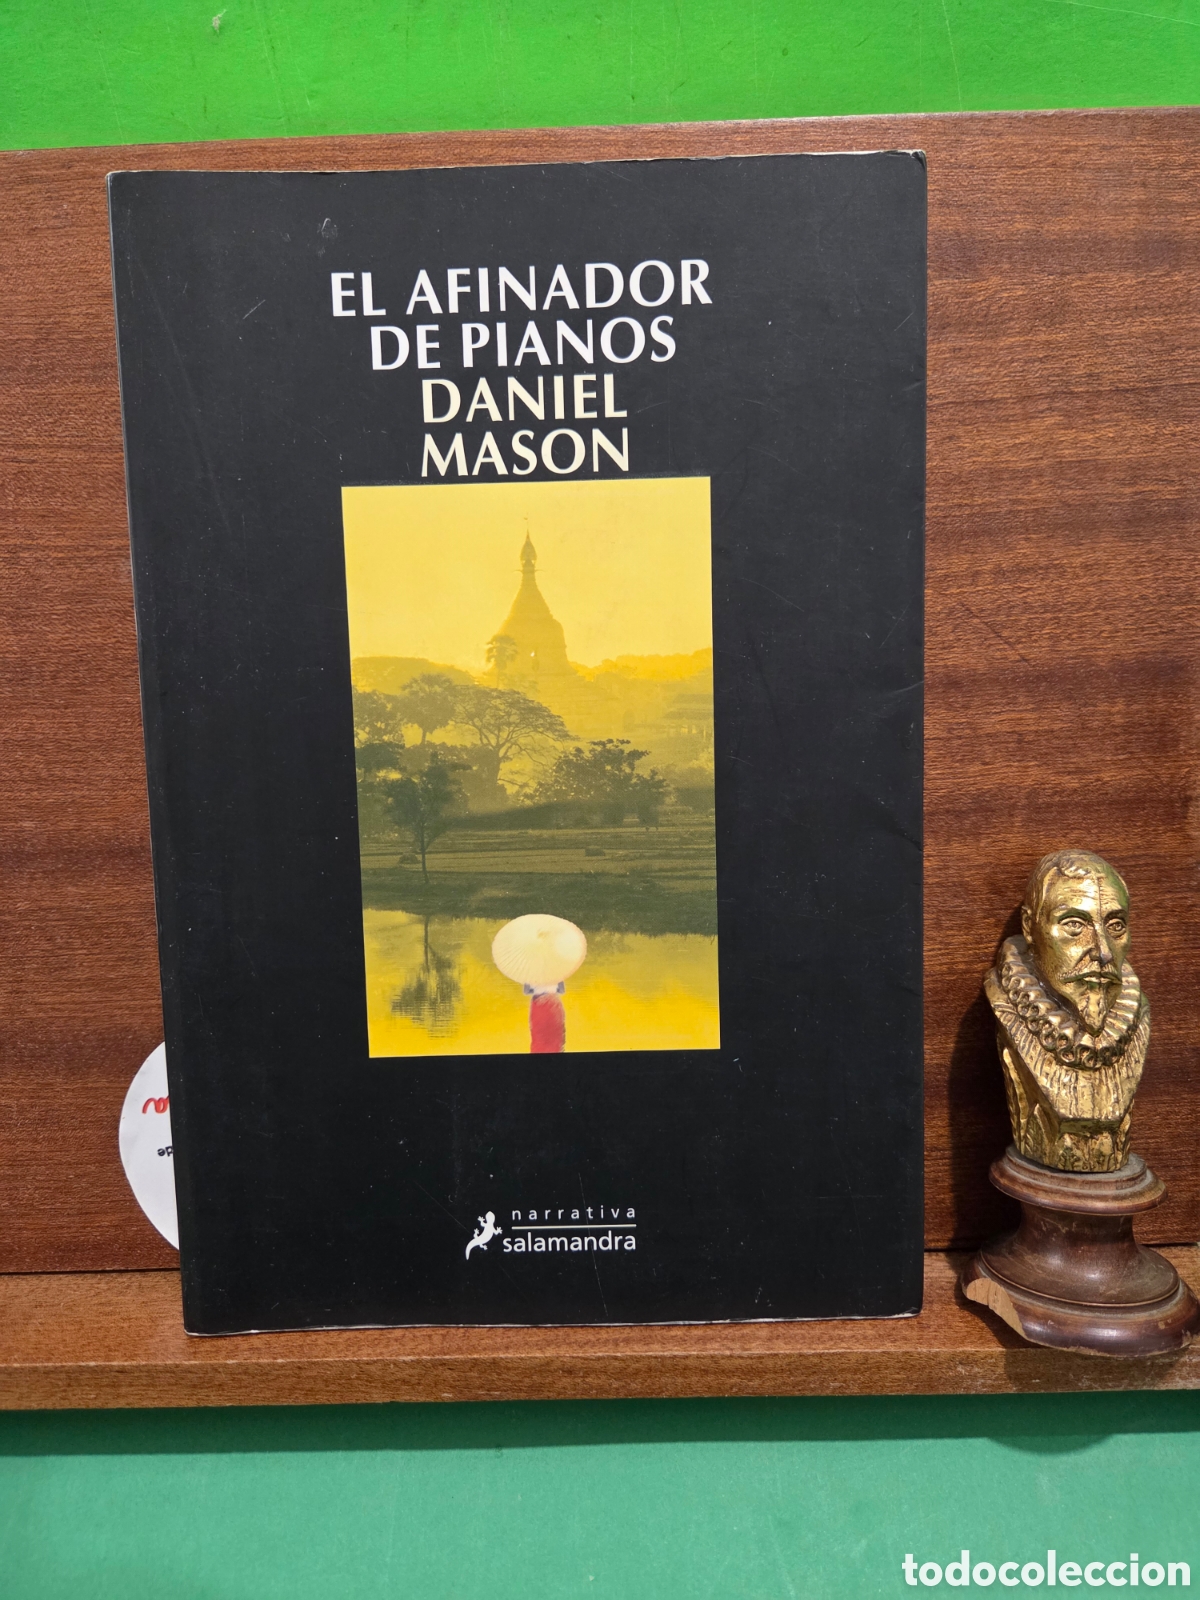 EL AFINADOR
DE PIANOS
DANIEL
MASON
narrativa
salamandra
todocoleccion